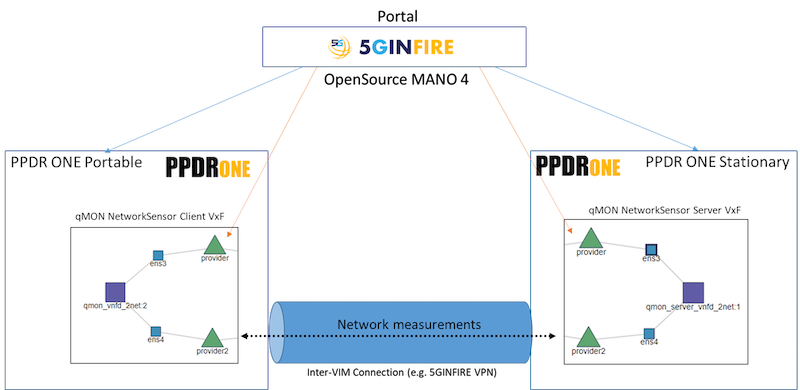 Portal
5G 5GINFIRE
OpenSource MANO 4
PPDR ONE Portable
PPDRONE
PPDRONE
PPDR ONE Stationary
qMON NetworkSensor Client VxF
qMON NetworkSensor Server VxF
provider
ens3
qmon_vnfd_2net:2
ens4
provider2
provider
ens3
qmon_server_vnfd_2net:1
ens4
provider2
Network measurements
Inter-VIM Connection (e.g. 5GINFIRE VPN)